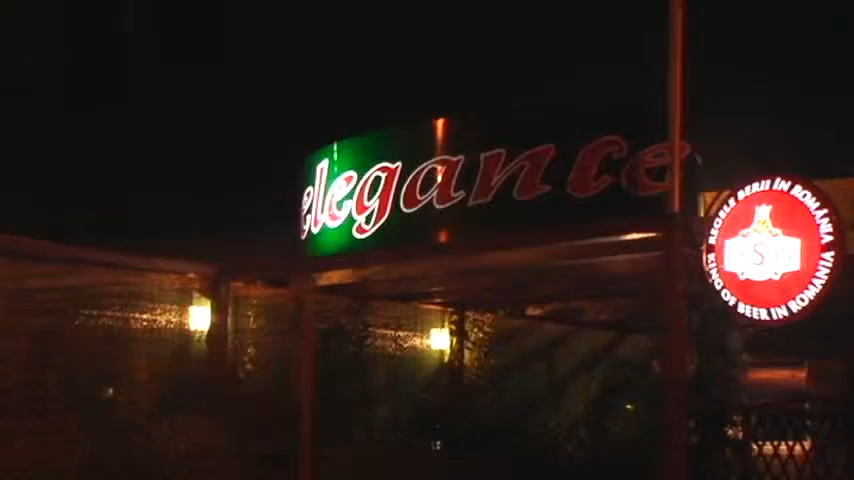 elegance
REGELE BERII ÎN ROMÂNIA
KING OF BEER IN ROMANIA